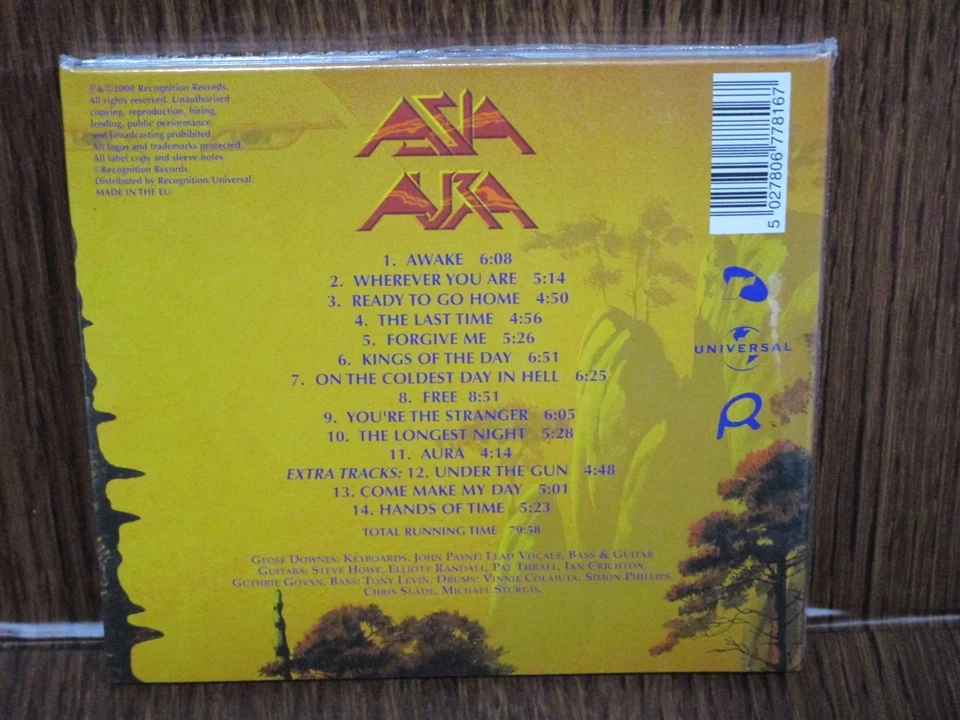 ℗&©2000 Recognition Records.
All rights reserved. Unauthorised
copying, reproduction, hiring,
lending, public performance,
and broadcasting prohibited.
All logos and trademarks protected.
All label copy and sleeve notes
©Recognition Records.
Distributed by Recognition/Universal.
MADE IN THE EU
ASIA
AURA
1. AWAKE 6:08
2. WHEREVER YOU ARE 5:14
3. READY TO GO HOME 4:50
4. THE LAST TIME 4:56
5. FORGIVE ME 5:26
6. KINGS OF THE DAY 6:51
7. ON THE COLDEST DAY IN HELL 6:25
8. FREE 8:51
9. YOU'RE THE STRANGER 6:05
10. THE LONGEST NIGHT 5:28
11. AURA 4:14
EXTRA TRACKS: 12. UNDER THE GUN 4:48
13. COME MAKE MY DAY 5:01
14. HANDS OF TIME 5:23
TOTAL RUNNING TIME 79:58
GEOFF DOWNES: KEYBOARDS, JOHN PAYNE: LEAD VOCALS, BASS & GUITAR
GUITARS: STEVE HOWE, ELLIOTT RANDALL, PAT THRALL, IAN CRICHTON,
GUTHRIE GOVAN, BASS: TONY LEVIN, DRUMS: VINNIE COLAIUTA, SIMON PHILLIPS,
CHRIS SLADE, MICHAEL STURGIS.
5 027806 778167
UNIVERSAL